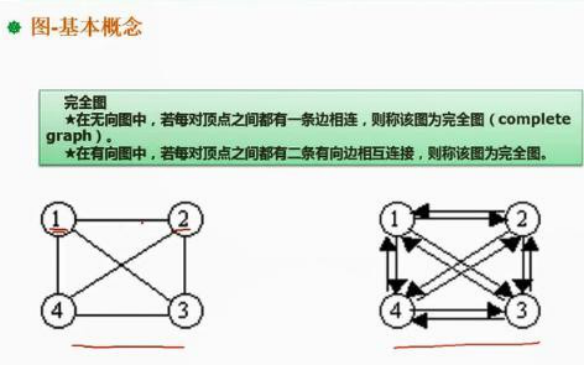 图-基本概念
完全图
★在无向图中，若每对顶点之间都有一条边相连，则称该图为完全图（complete
graph）。
★在有向图中，若每对顶点之间都有二条有向边相互连接，则称该图为完全图。
1 2 1 2
4 3 4 3